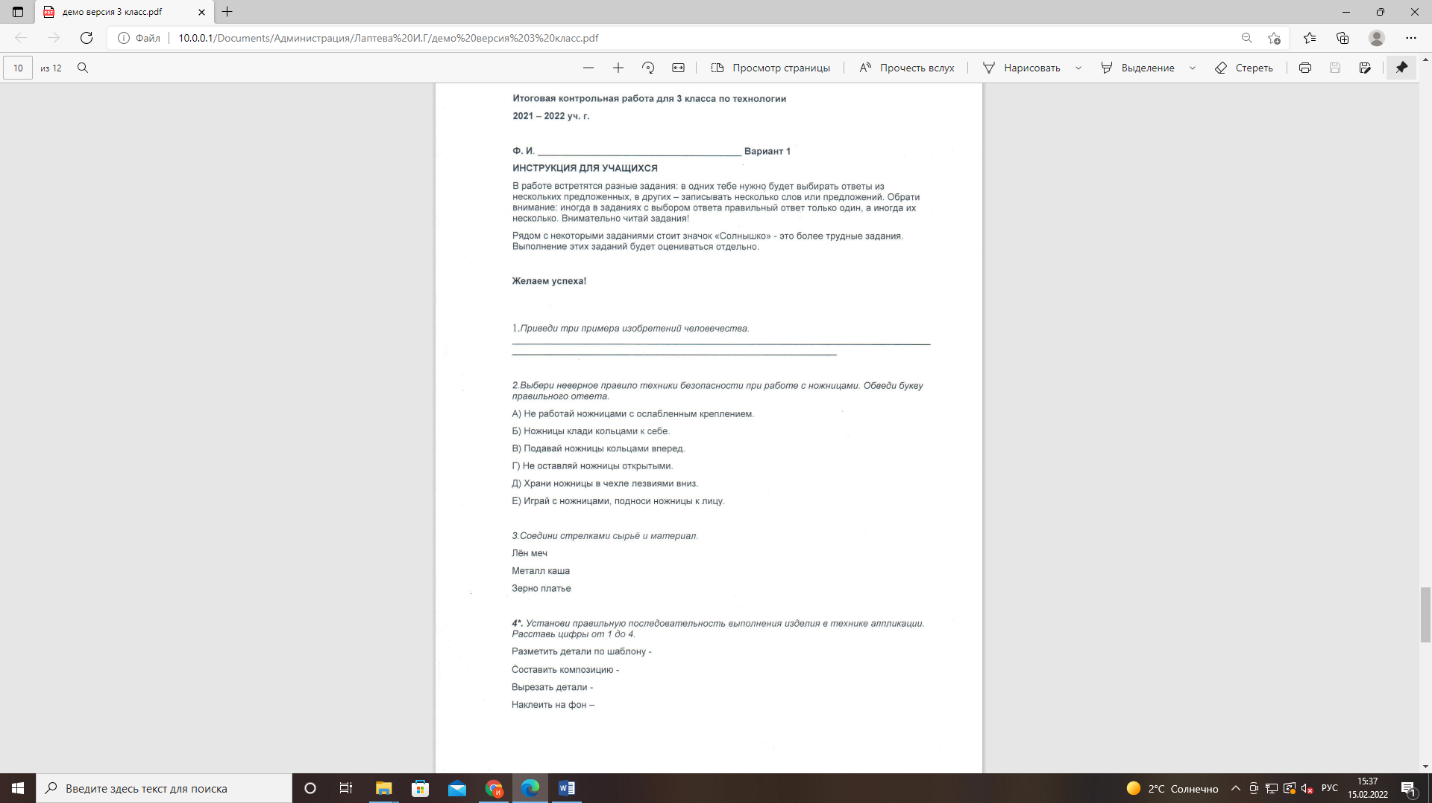 демо версия 3 класс.pdf
Файл
10.0.0.1/Documents/Администрация/Лаптева%20И.Г/демо%20версия%203%20класс.pdf
10 из 12
Просмотр страницы
Прочесть вслух
Нарисовать
Выделение
Стереть
Итоговая контрольная работа для 3 класса по технологии
2021 – 2022 уч. г.
Ф. И. ______________________________________ Вариант 1
ИНСТРУКЦИЯ ДЛЯ УЧАЩИХСЯ
В работе встретятся разные задания: в одних тебе нужно будет выбирать ответы из
нескольких предложенных, в других – записывать несколько слов или предложений. Обрати
внимание: иногда в заданиях с выбором ответа правильный ответ только один, а иногда их
несколько. Внимательно читай задания!
Рядом с некоторыми заданиями стоит значок «Солнышко» - это более трудные задания.
Выполнение этих заданий будет оцениваться отдельно.
Желаем успеха!
1.Приведи три примера изобретений человечества.
2.Выбери неверное правило техники безопасности при работе с ножницами. Обведи букву
правильного ответа.
А) Не работай ножницами с ослабленным креплением.
Б) Ножницы клади кольцами к себе.
В) Подавай ножницы кольцами вперед.
Г) Не оставляй ножницы открытыми.
Д) Храни ножницы в чехле лезвиями вниз.
Е) Играй с ножницами, подноси ножницы к лицу.
3.Соедини стрелками сырьё и материал.
Лён меч
Металл каша
Зерно платье
4*. Установи правильную последовательность выполнения изделия в технике аппликации.
Расставь цифры от 1 до 4.
Разметить детали по шаблону -
Составить композицию -
Вырезать детали -
Наклеить на фон –
Введите здесь текст для поиска
2°C Солнечно
РУС
15:37
15.02.2022
1